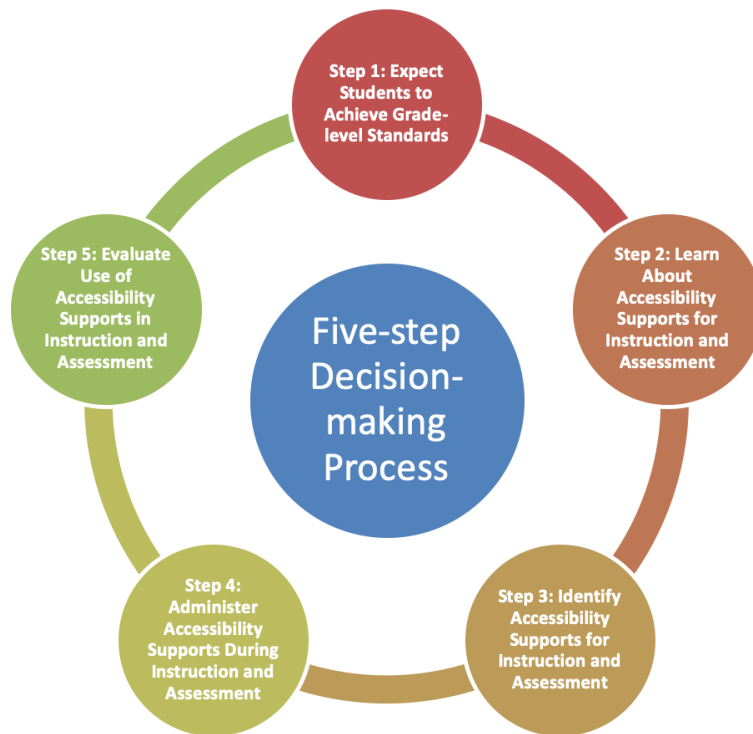 Step 1: Expect
Students to
Achieve Grade-
level Standards
Step 2: Learn
About
Accessibility
Supports for
Instruction and
Assessment
Step 3: Identify
Accessibility
Supports for
Instruction and
Assessment
Step 4:
Administer
Accessibility
Supports During
Instruction and
Assessment
Step 5: Evaluate
Use of
Accessibility
Supports in
Instruction and
Assessment
Five-step
Decision-
making
Process